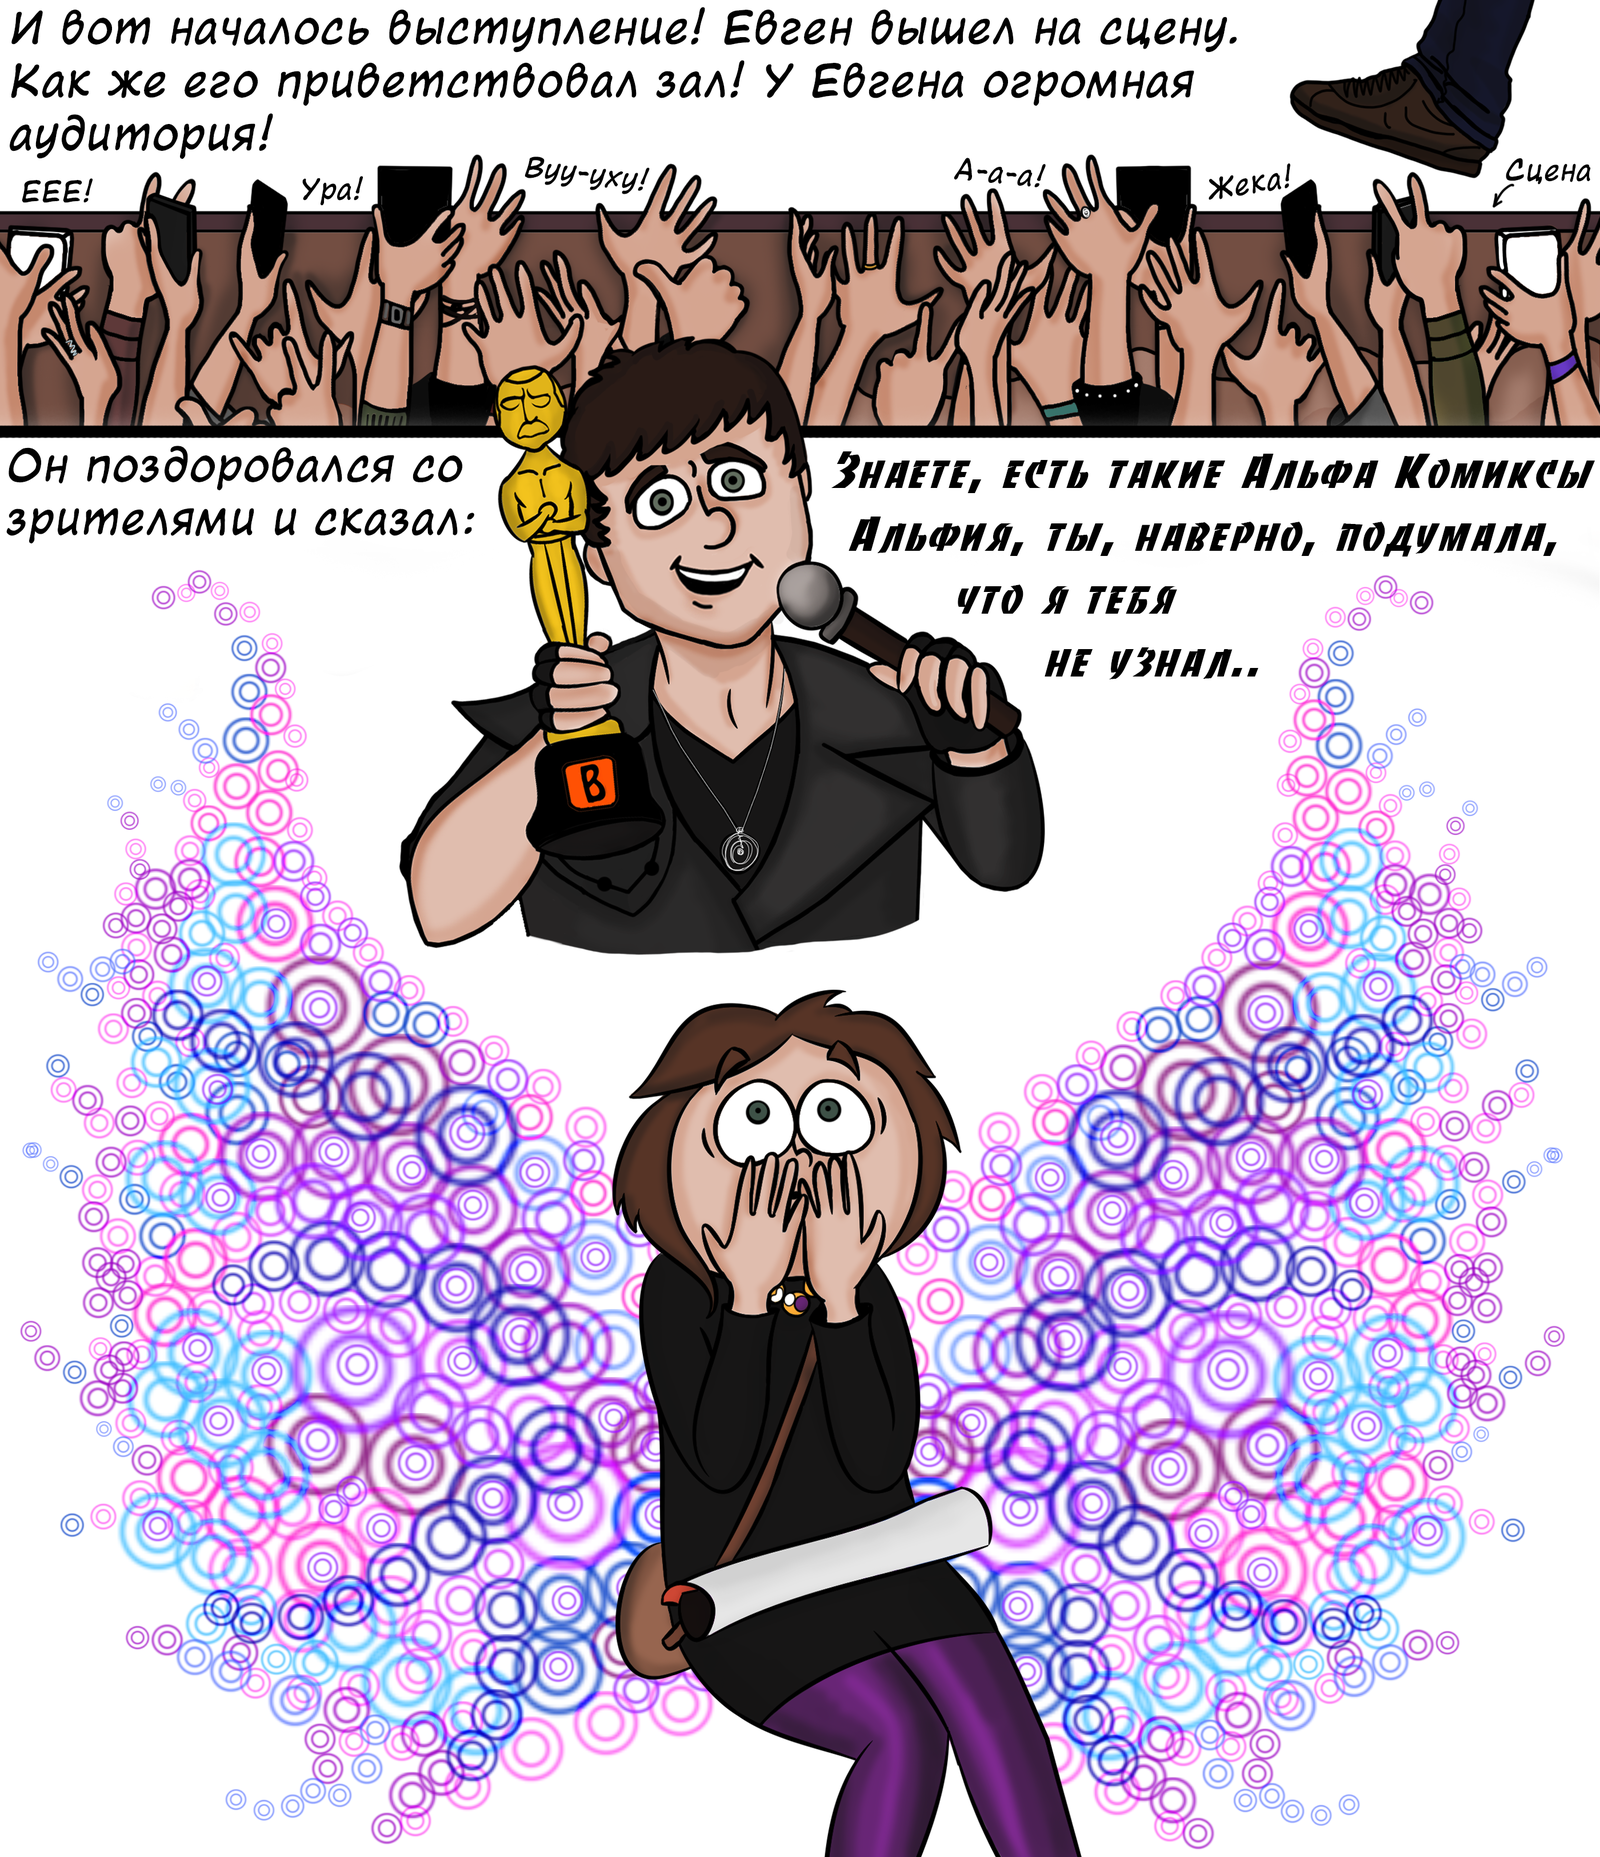 И вот началось выступление! Евген вышел на сцену.
Как же его приветствовал зал! У Евгена огромная
аудитория!
ЕЕЕ!
Ура!
Вуу-уху!
А-а-а!
Жека!
Сцена
Он поздоровался со
зрителями и сказал:
Знаете, есть такие Альфа Комиксы
Альфия, ты, наверно, подумала,
что я тебя
не узнал..
В